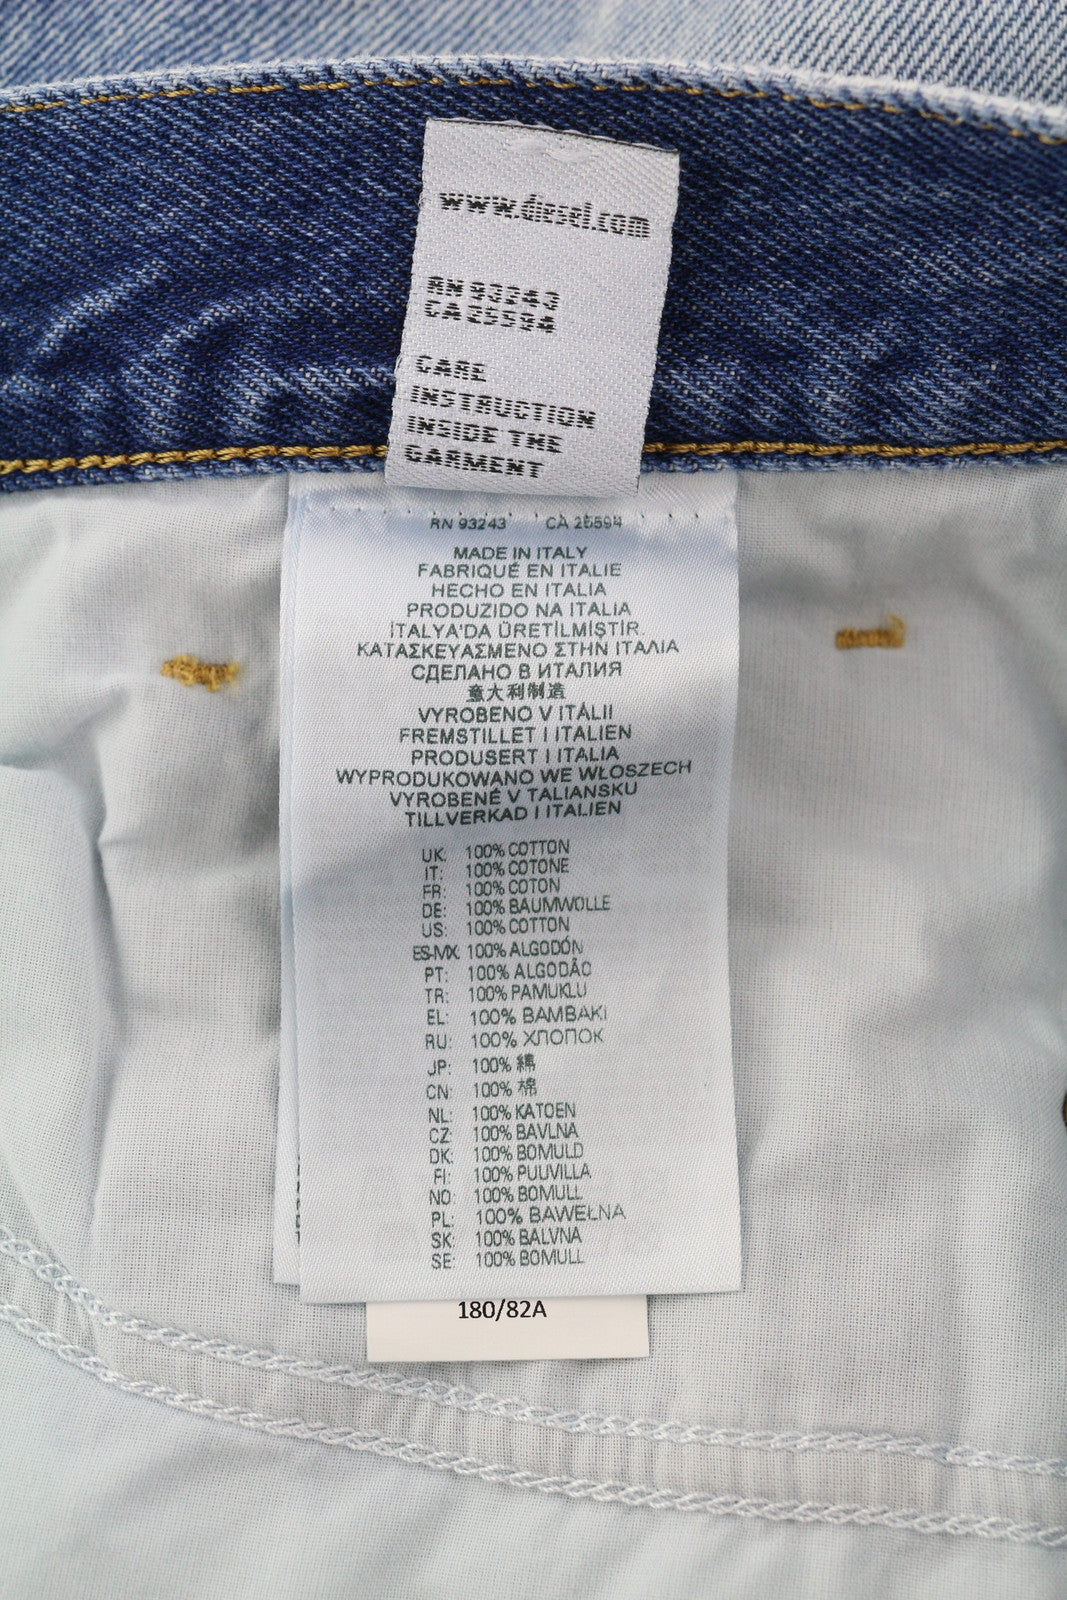 www.diesel.com
RN 93243
CA 25594
CARE
INSTRUCTION
INSIDE THE
GARMENT
RN 93243 CA 25594
MADE IN ITALY
FABRIQUÉ EN ITALIE
HECHO EN ITALIA
PRODUZIDO NA ITALIA
İTALYA'DA ÜRETİLMİŞTİR.
ΚΑΤΑΣΚΕΥΑΣΜΕΝΟ ΣΤΗΝ ΙΤΑΛΙΑ
СДЕЛАНО В ИТАЛИЯ
意大利制造
VYROBENO V ITÁLII
FREMSTILLET I ITALIEN
PRODUSERT I ITALIA
WYPRODUKOWANO WE WŁOSZECH
VYROBENÉ V TALIANSKU
TILLVERKAD I ITALIEN
UK: 100% COTTON
IT: 100% COTONE
FR: 100% COTON
DE: 100% BAUMWOLLE
US: 100% COTTON
ES-MX: 100% ALGODÓN
PT: 100% ALGODÃO
TR: 100% PAMUKLU
EL: 100% ΒΑΜΒΑΚΙ
RU: 100% ХЛОПОК
JP: 100% 綿
CN: 100% 棉
NL: 100% KATOEN
CZ: 100% BAVLNA
DK: 100% BOMULD
FI: 100% PUUVILLA
NO: 100% BOMULL
PL: 100% BAWEŁNA
SK: 100% BALVNA
SE: 100% BOMULL
180/82A